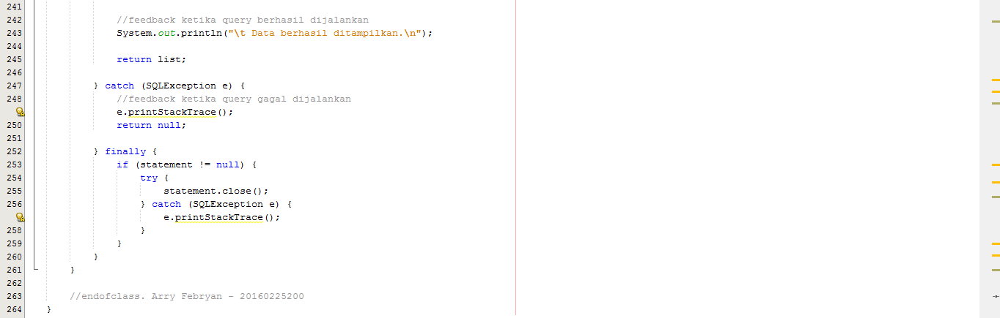 241
242 //feedback ketika query berhasil dijalankan
243 System.out.println("\t Data berhasil ditampilkan.\n");
244
245 return list;
246
247 } catch (SQLException e) {
248 //feedback ketika query gagal dijalankan
e.printStackTrace();
250 return null;
251
252 } finally {
253 if (statement != null) {
254 try {
255 statement.close();
256 } catch (SQLException e) {
e.printStackTrace();
258 }
259 }
260 }
261 }
262
263 //endofclass. Arry Febryan - 20160225200
264 }